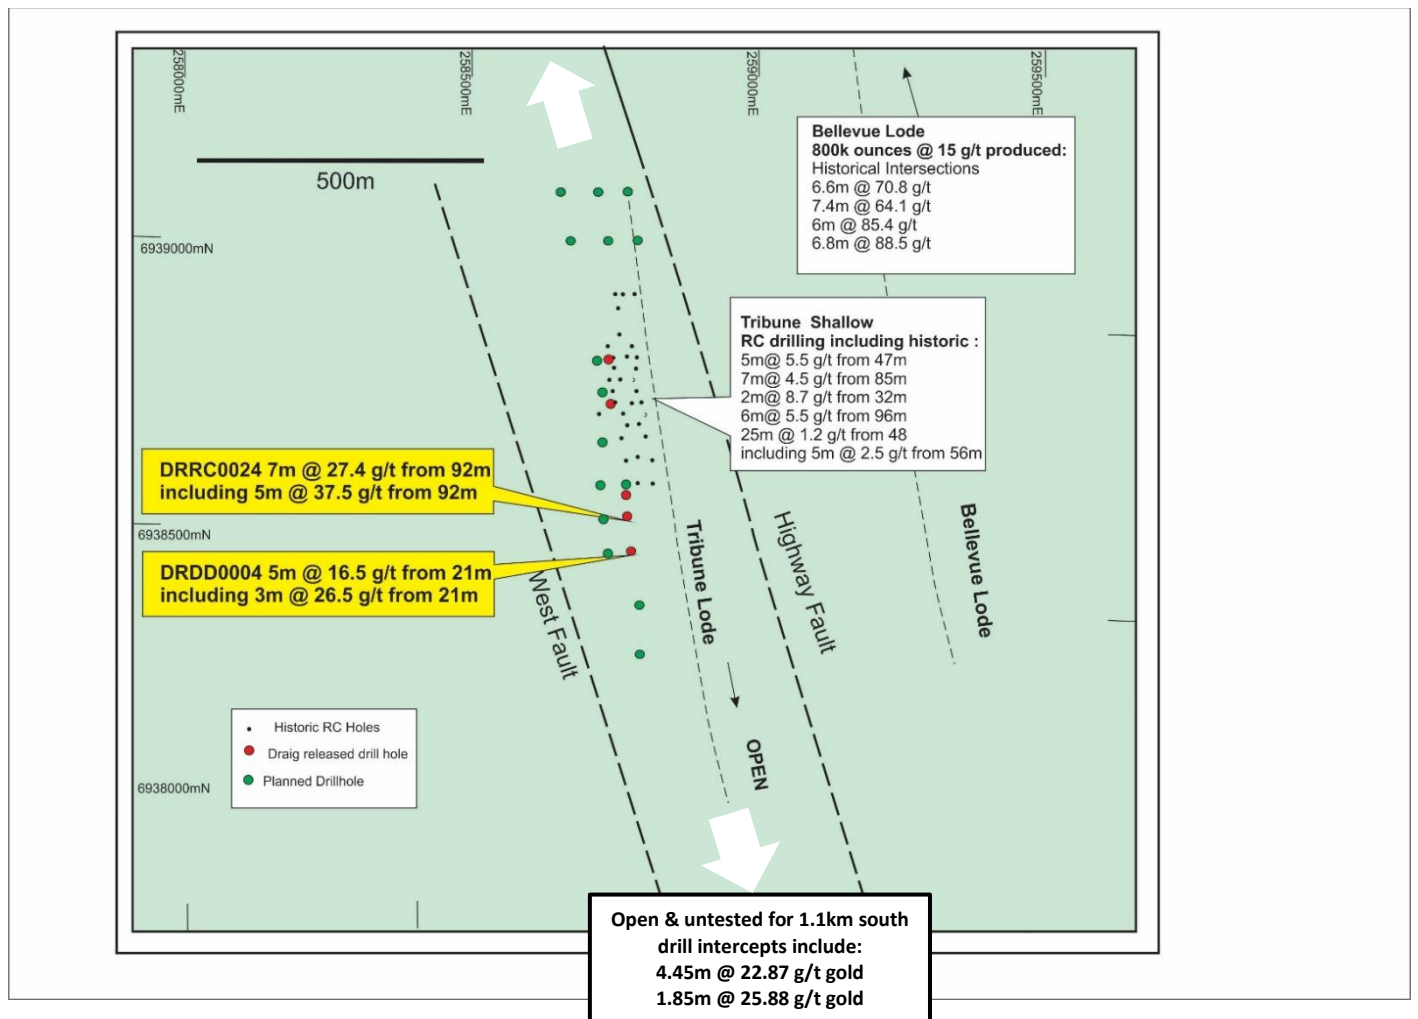 258000mE
258500mE
259000mE
259500mE
500m
6939000mN
6938500mN
6938000mN
Bellevue Lode
800k ounces @ 15 g/t produced:
Historical Intersections
6.6m @ 70.8 g/t
7.4m @ 64.1 g/t
6m @ 85.4 g/t
6.8m @ 88.5 g/t
Tribune Shallow
RC drilling including historic :
5m@ 5.5 g/t from 47m
7m@ 4.5 g/t from 85m
2m@ 8.7 g/t from 32m
6m@ 5.5 g/t from 96m
25m @ 1.2 g/t from 48
including 5m @ 2.5 g/t from 56m
DRRC0024 7m @ 27.4 g/t from 92m
including 5m @ 37.5 g/t from 92m
DRDD0004 5m @ 16.5 g/t from 21m
including 3m @ 26.5 g/t from 21m
West Fault
Tribune Lode
Highway Fault
Bellevue Lode
OPEN
Historic RC Holes
Draig released drill hole
Planned Drillhole
Open & untested for 1.1km south
drill intercepts include:
4.45m @ 22.87 g/t gold
1.85m @ 25.88 g/t gold